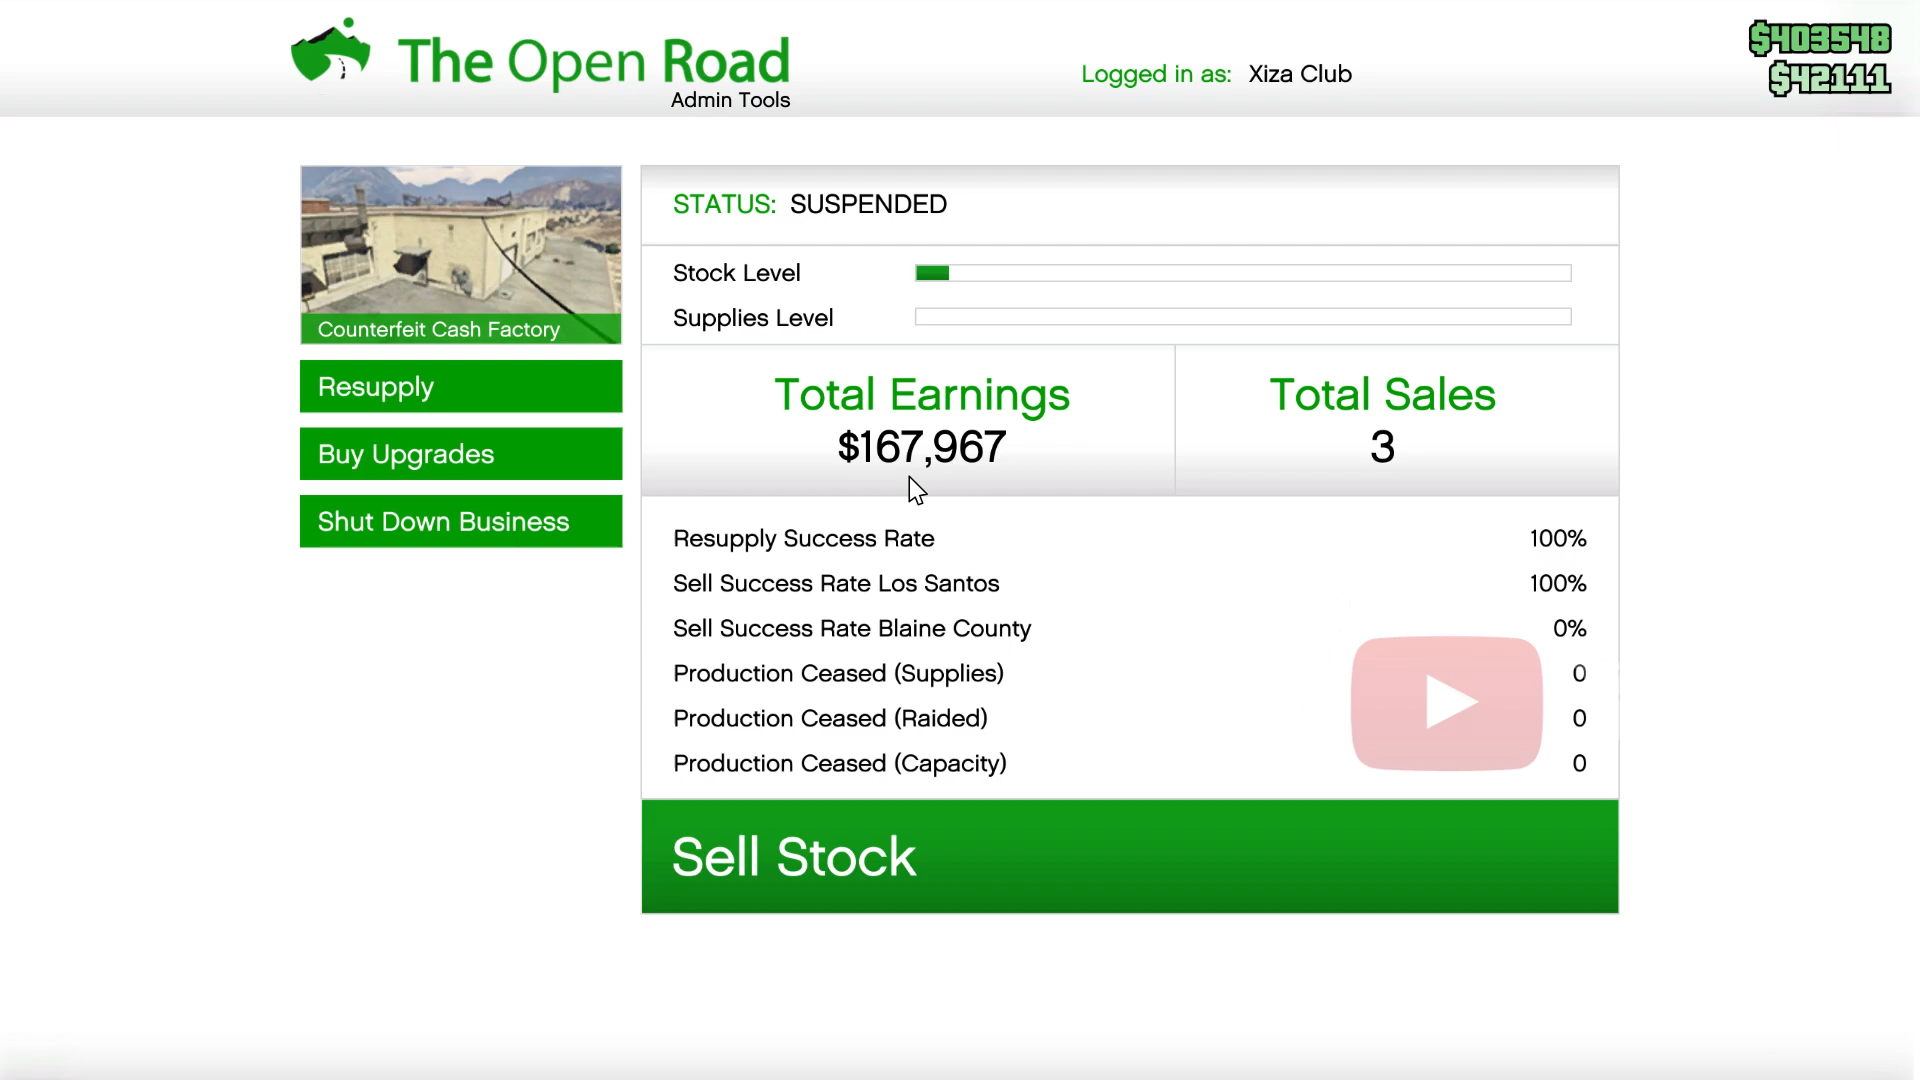 The Open Road
Admin Tools
Logged in as: Xiza Club
$403548
$42111
Counterfeit Cash Factory
Resupply
Buy Upgrades
Shut Down Business
STATUS: SUSPENDED
Stock Level
Supplies Level
Total Earnings
$167,967
Total Sales
3
Resupply Success Rate 100%
Sell Success Rate Los Santos 100%
Sell Success Rate Blaine County 0%
Production Ceased (Supplies) 0
Production Ceased (Raided) 0
Production Ceased (Capacity) 0
Sell Stock